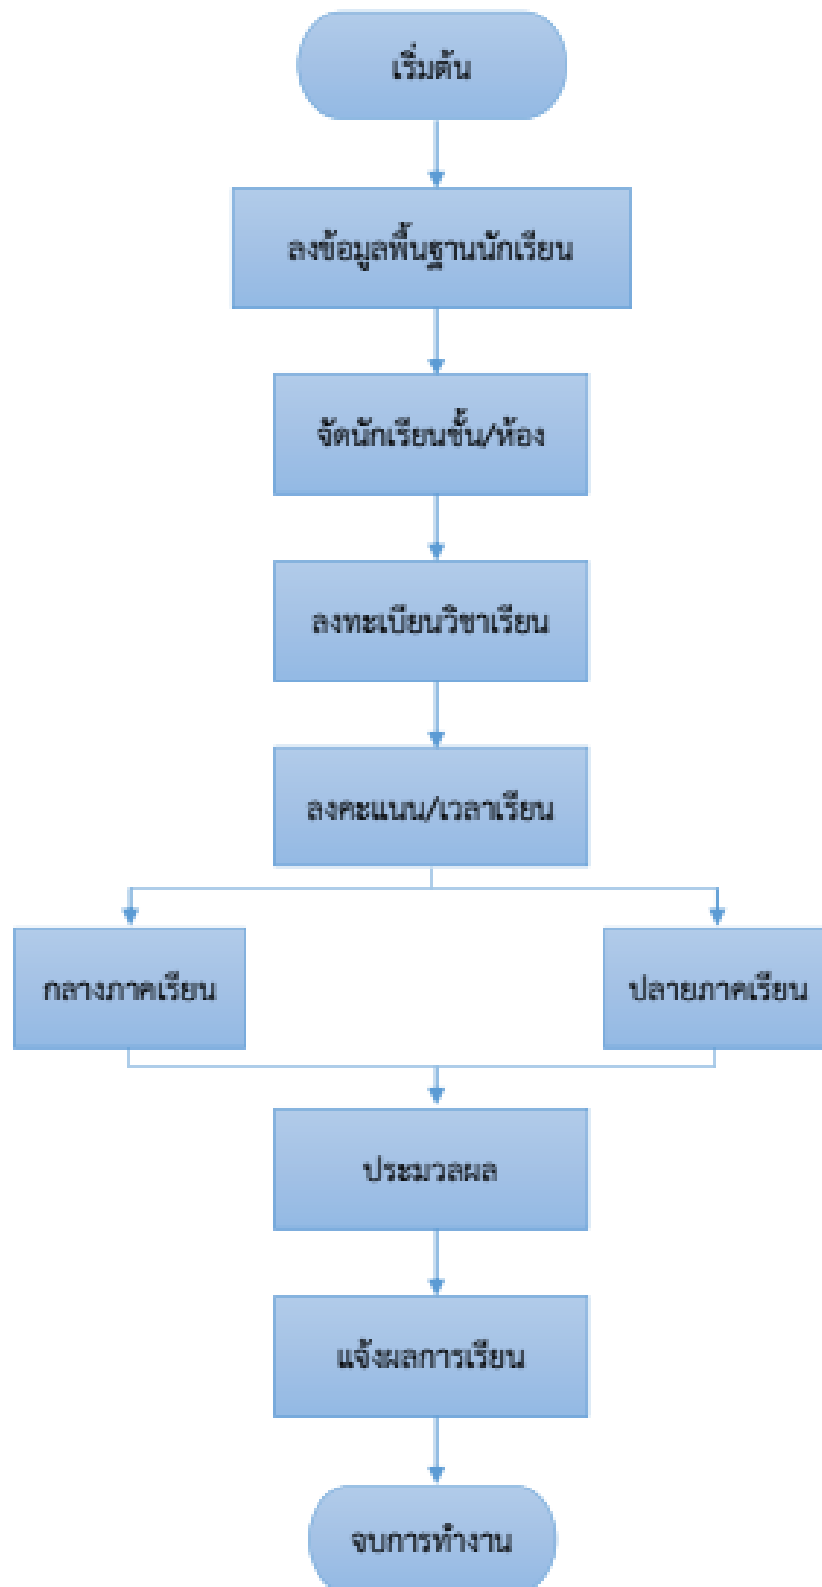 เริ่มต้น
ลงข้อมูลพื้นฐานนักเรียน
จัดนักเรียนชั้น/ห้อง
ลงทะเบียนวิชาเรียน
ลงคะแนน/เวลาเรียน
กลางภาคเรียน
ปลายภาคเรียน
ประมวลผล
แจ้งผลการเรียน
จบการทำงาน